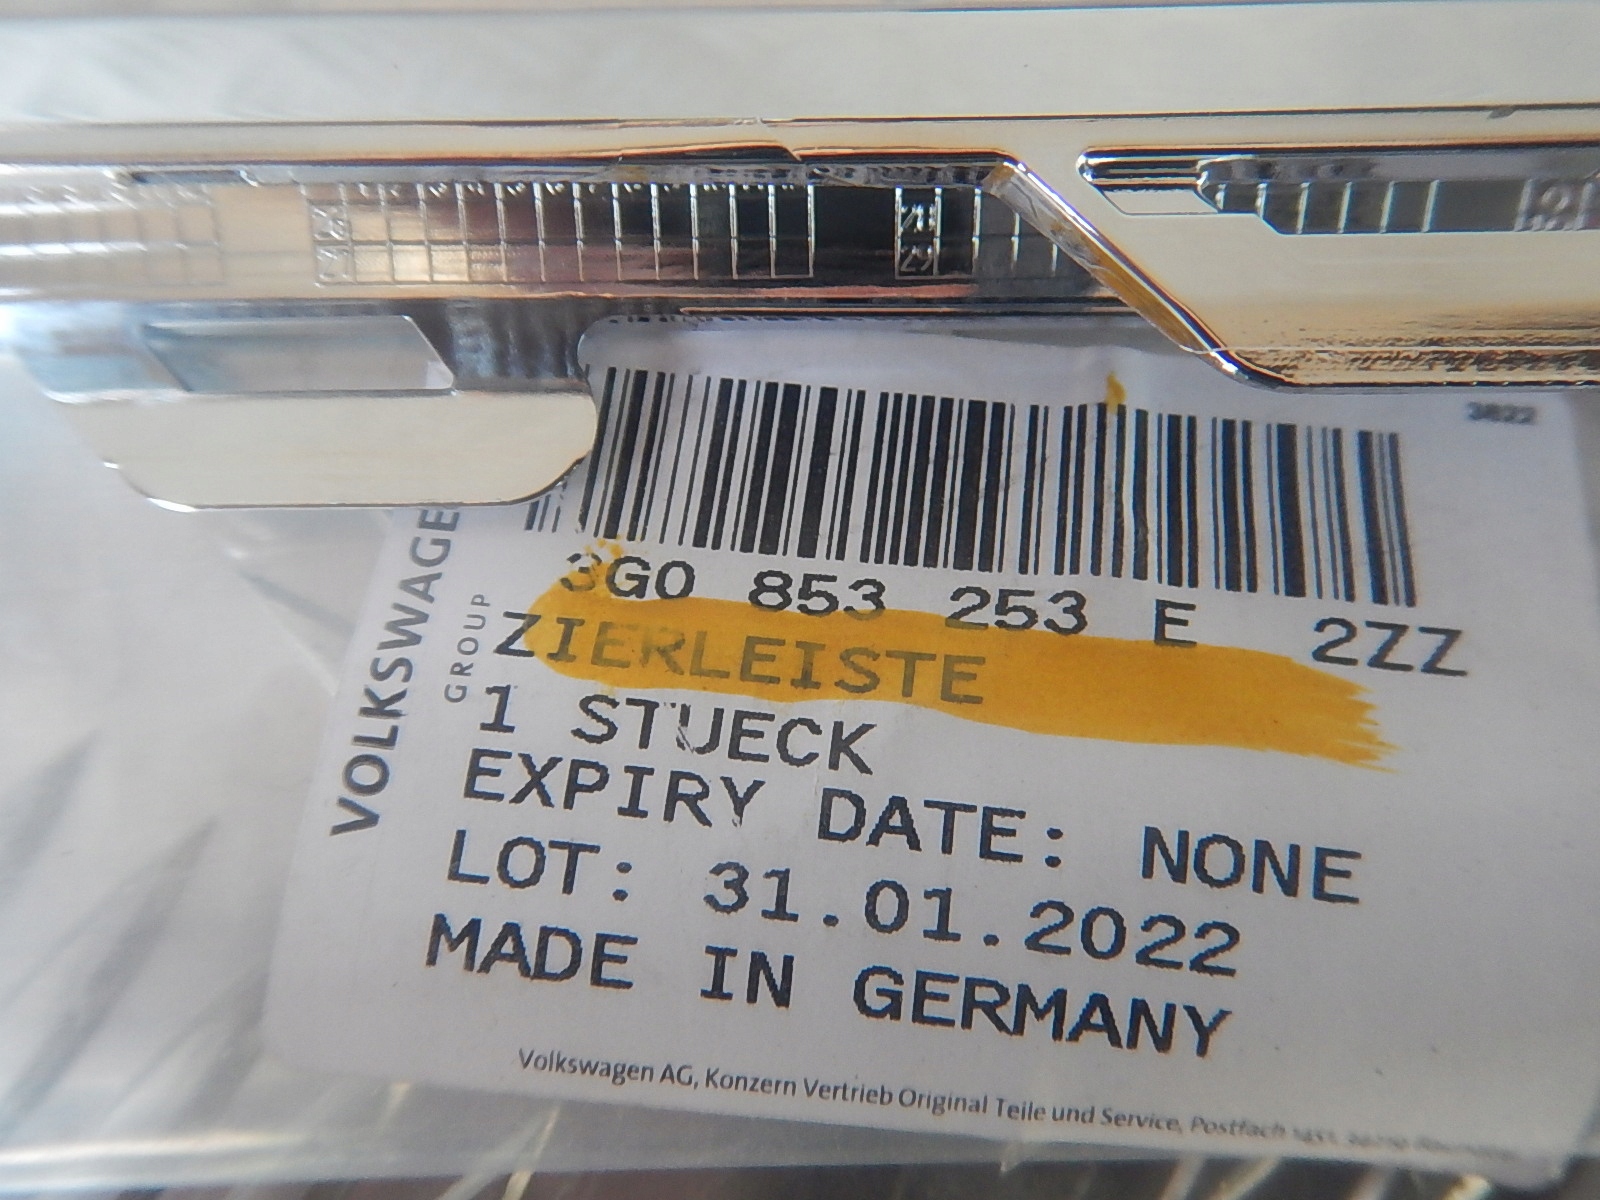 3822
VOLKSWAGE
GROUP
3G0 853 253 E 2ZZ
ZIERLEISTE
1 STUECK
EXPIRY DATE: NONE
LOT: 31.01.2022
MADE IN GERMANY
Volkswagen AG, Konzern Vertrieb Original Teile und Service, Postfach